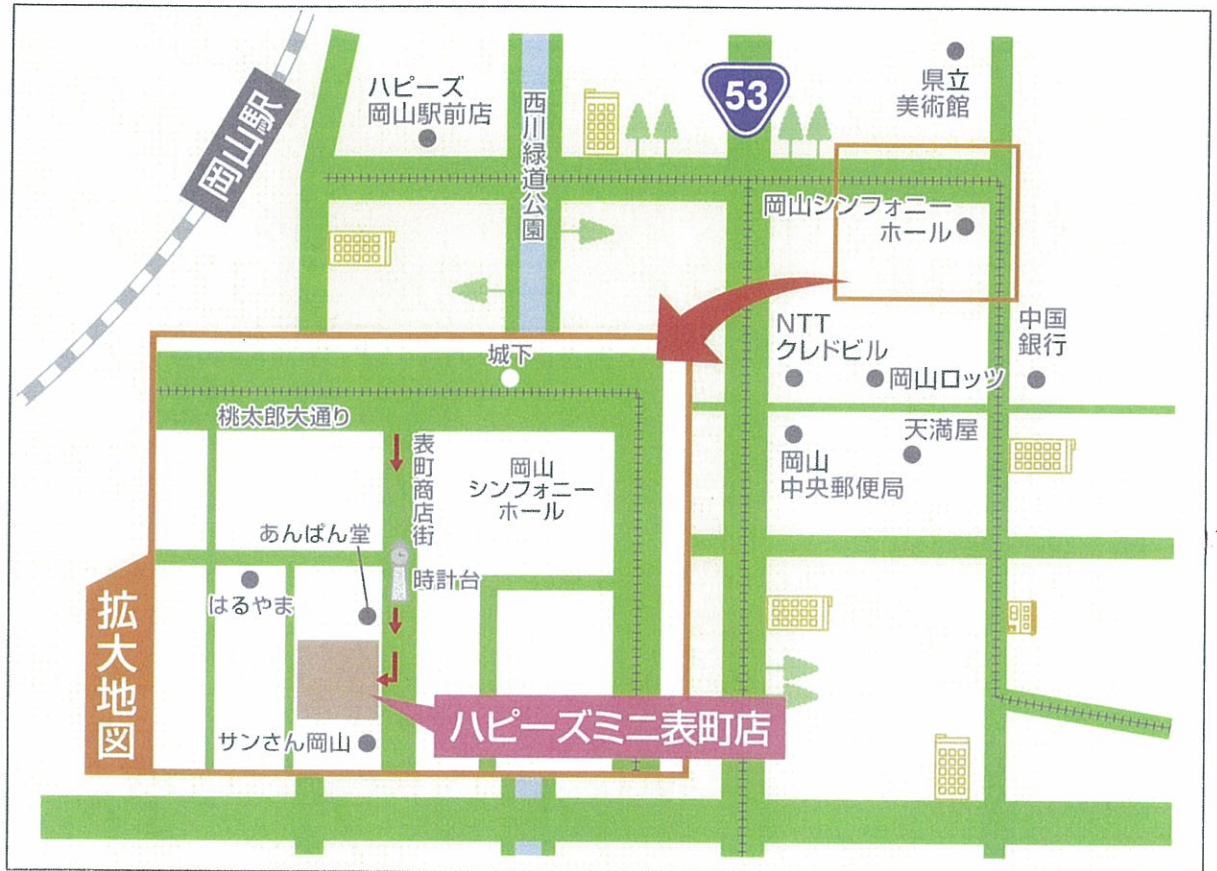 岡山駅
ハピーズ
岡山駅前店
西川緑道公園
53
県立
美術館
岡山シンフォニー
ホール
NTT
クレドビル
岡山ロッツ
中国
銀行
岡山
中央郵便局
天満屋
拡大地図
城下
桃太郎大通り
表町商店街
岡山
シンフォニー
ホール
あんぱん堂
時計台
はるやま
サンさん岡山
ハピーズミニ表町店